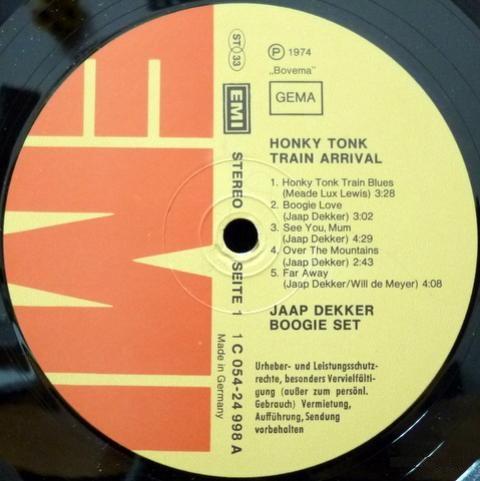 ST 33
℗ 1974
„Bovema"
GEMA
EMI
HONKY TONK
TRAIN ARRIVAL
1. Honky Tonk Train Blues
(Meade Lux Lewis) 3:28
2. Boogie Love
(Jaap Dekker) 3:02
3. See You, Mum
(Jaap Dekker) 4:29
4. Over The Mountains
(Jaap Dekker) 2:43
5. Far Away
(Jaap Dekker/Will de Meyer) 4:08
JAAP DEKKER
BOOGIE SET
STEREO SEITE 1 1 C 054-24 998 A
Made in Germany
Urheber- und Leistungsschutz-
rechte, besonders Vervielfälti-
gung (außer zum persönl.
Gebrauch) Vermietung,
Aufführung, Sendung
vorbehalten
EMI